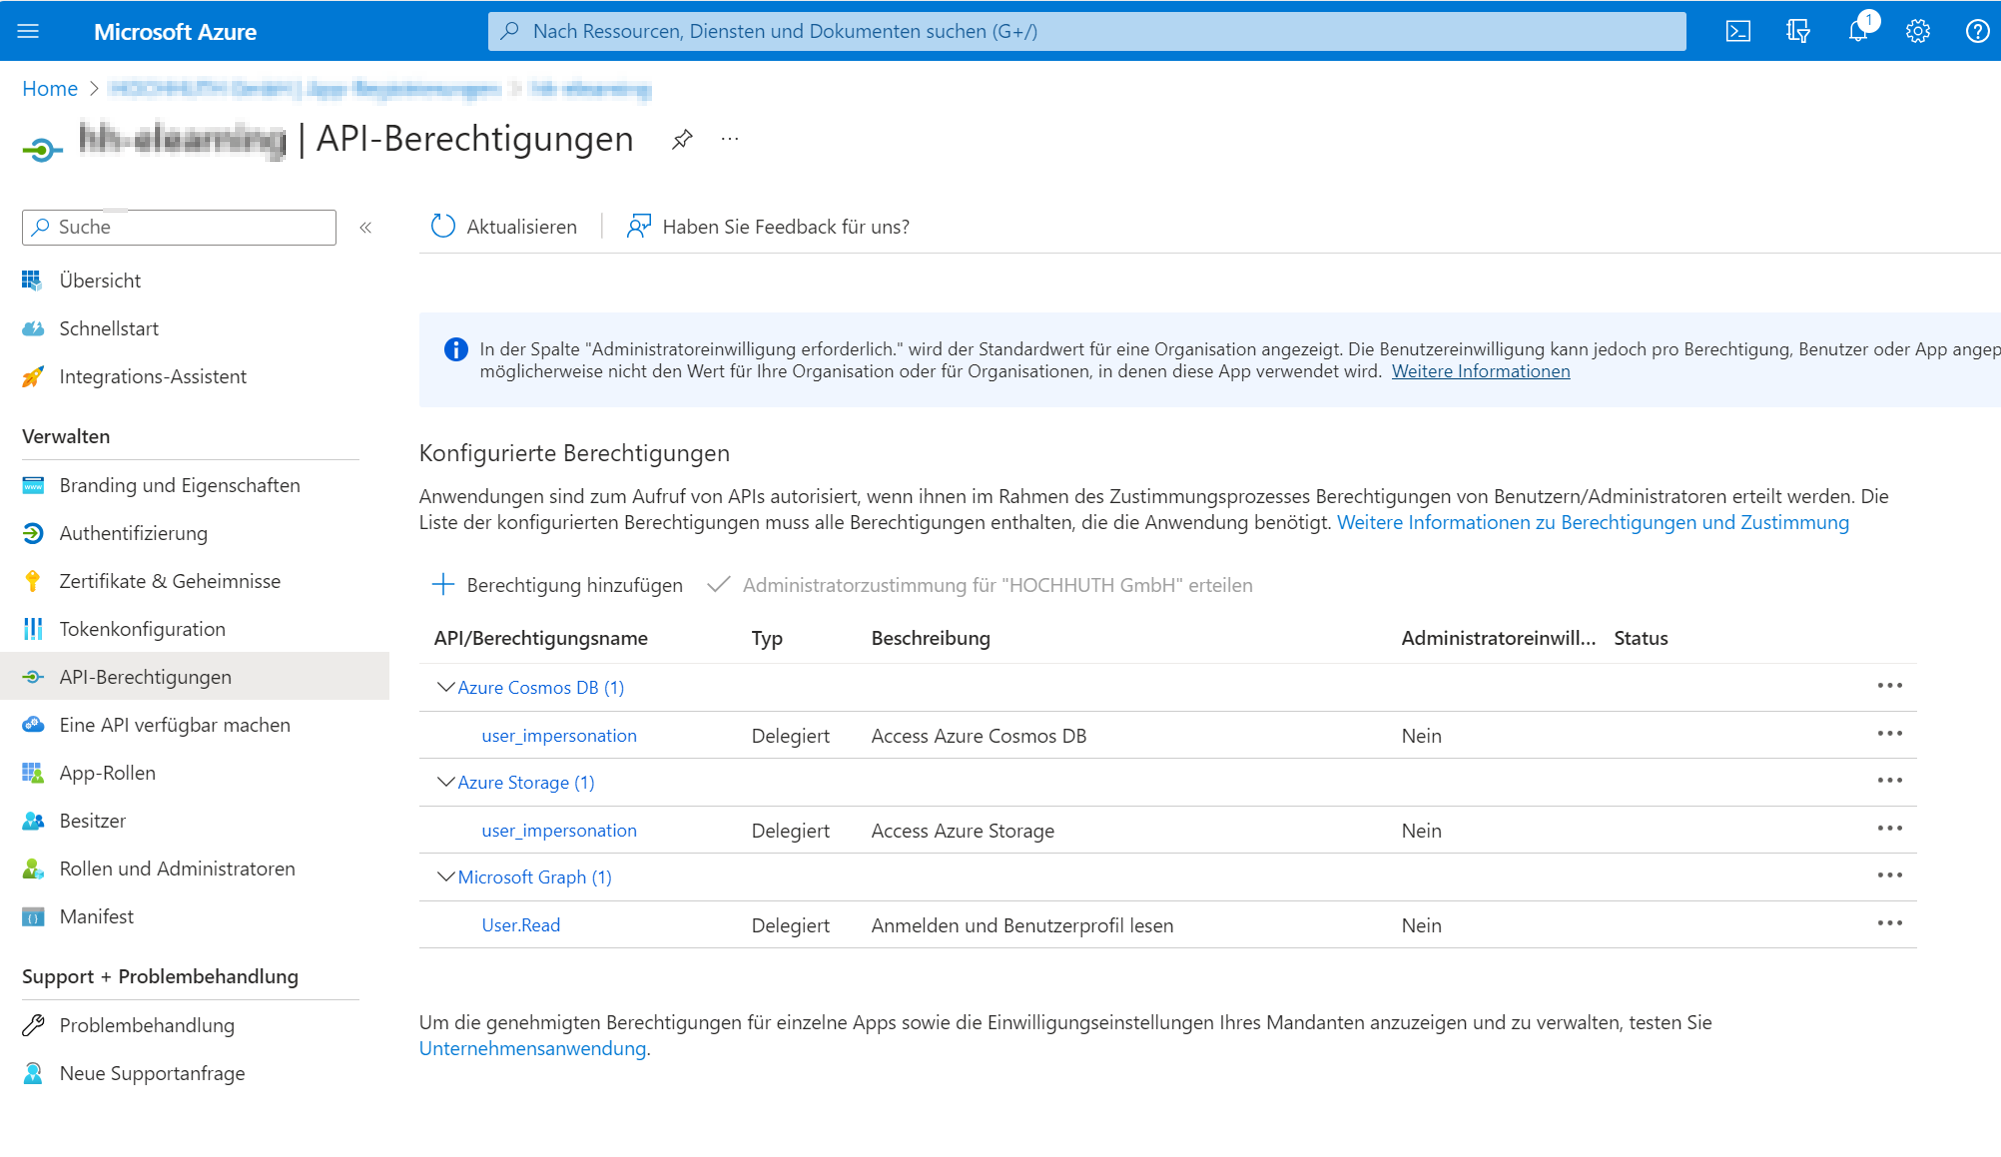 Microsoft Azure
Nach Ressourcen, Diensten und Dokumenten suchen (G+/)
1
Home >
| API-Berechtigungen
Suche
«
Aktualisieren
Haben Sie Feedback für uns?
Übersicht
Schnellstart
Integrations-Assistent
Verwalten
Branding und Eigenschaften
Authentifizierung
Zertifikate & Geheimnisse
Tokenkonfiguration
API-Berechtigungen
Eine API verfügbar machen
App-Rollen
Besitzer
Rollen und Administratoren
Manifest
Support + Problembehandlung
Problembehandlung
Neue Supportanfrage
In der Spalte "Administratoreinwilligung erforderlich." wird der Standardwert für eine Organisation angezeigt. Die Benutzereinwilligung kann jedoch pro Berechtigung, Benutzer oder App angep
möglicherweise nicht den Wert für Ihre Organisation oder für Organisationen, in denen diese App verwendet wird. Weitere Informationen
Konfigurierte Berechtigungen
Anwendungen sind zum Aufruf von APIs autorisiert, wenn ihnen im Rahmen des Zustimmungsprozesses Berechtigungen von Benutzern/Administratoren erteilt werden. Die
Liste der konfigurierten Berechtigungen muss alle Berechtigungen enthalten, die die Anwendung benötigt. Weitere Informationen zu Berechtigungen und Zustimmung
Berechtigung hinzufügen
Administratorzustimmung für "HOCHHUTH GmbH" erteilen
API/Berechtigungsname Typ Beschreibung Administratoreinwill... Status
Azure Cosmos DB (1)
user_impersonation Delegiert Access Azure Cosmos DB Nein
Azure Storage (1)
user_impersonation Delegiert Access Azure Storage Nein
Microsoft Graph (1)
User.Read Delegiert Anmelden und Benutzerprofil lesen Nein
Um die genehmigten Berechtigungen für einzelne Apps sowie die Einwilligungseinstellungen Ihres Mandanten anzuzeigen und zu verwalten, testen Sie
Unternehmensanwendung.